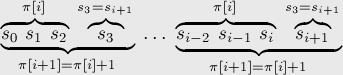 π[i] s₃=sᵢ₊₁ π[i] s₃=sᵢ₊₁
s₀ s₁ s₂ s₃ … sᵢ₋₂ sᵢ₋₁ sᵢ sᵢ₊₁
π[i+1]=π[i]+1 π[i+1]=π[i]+1